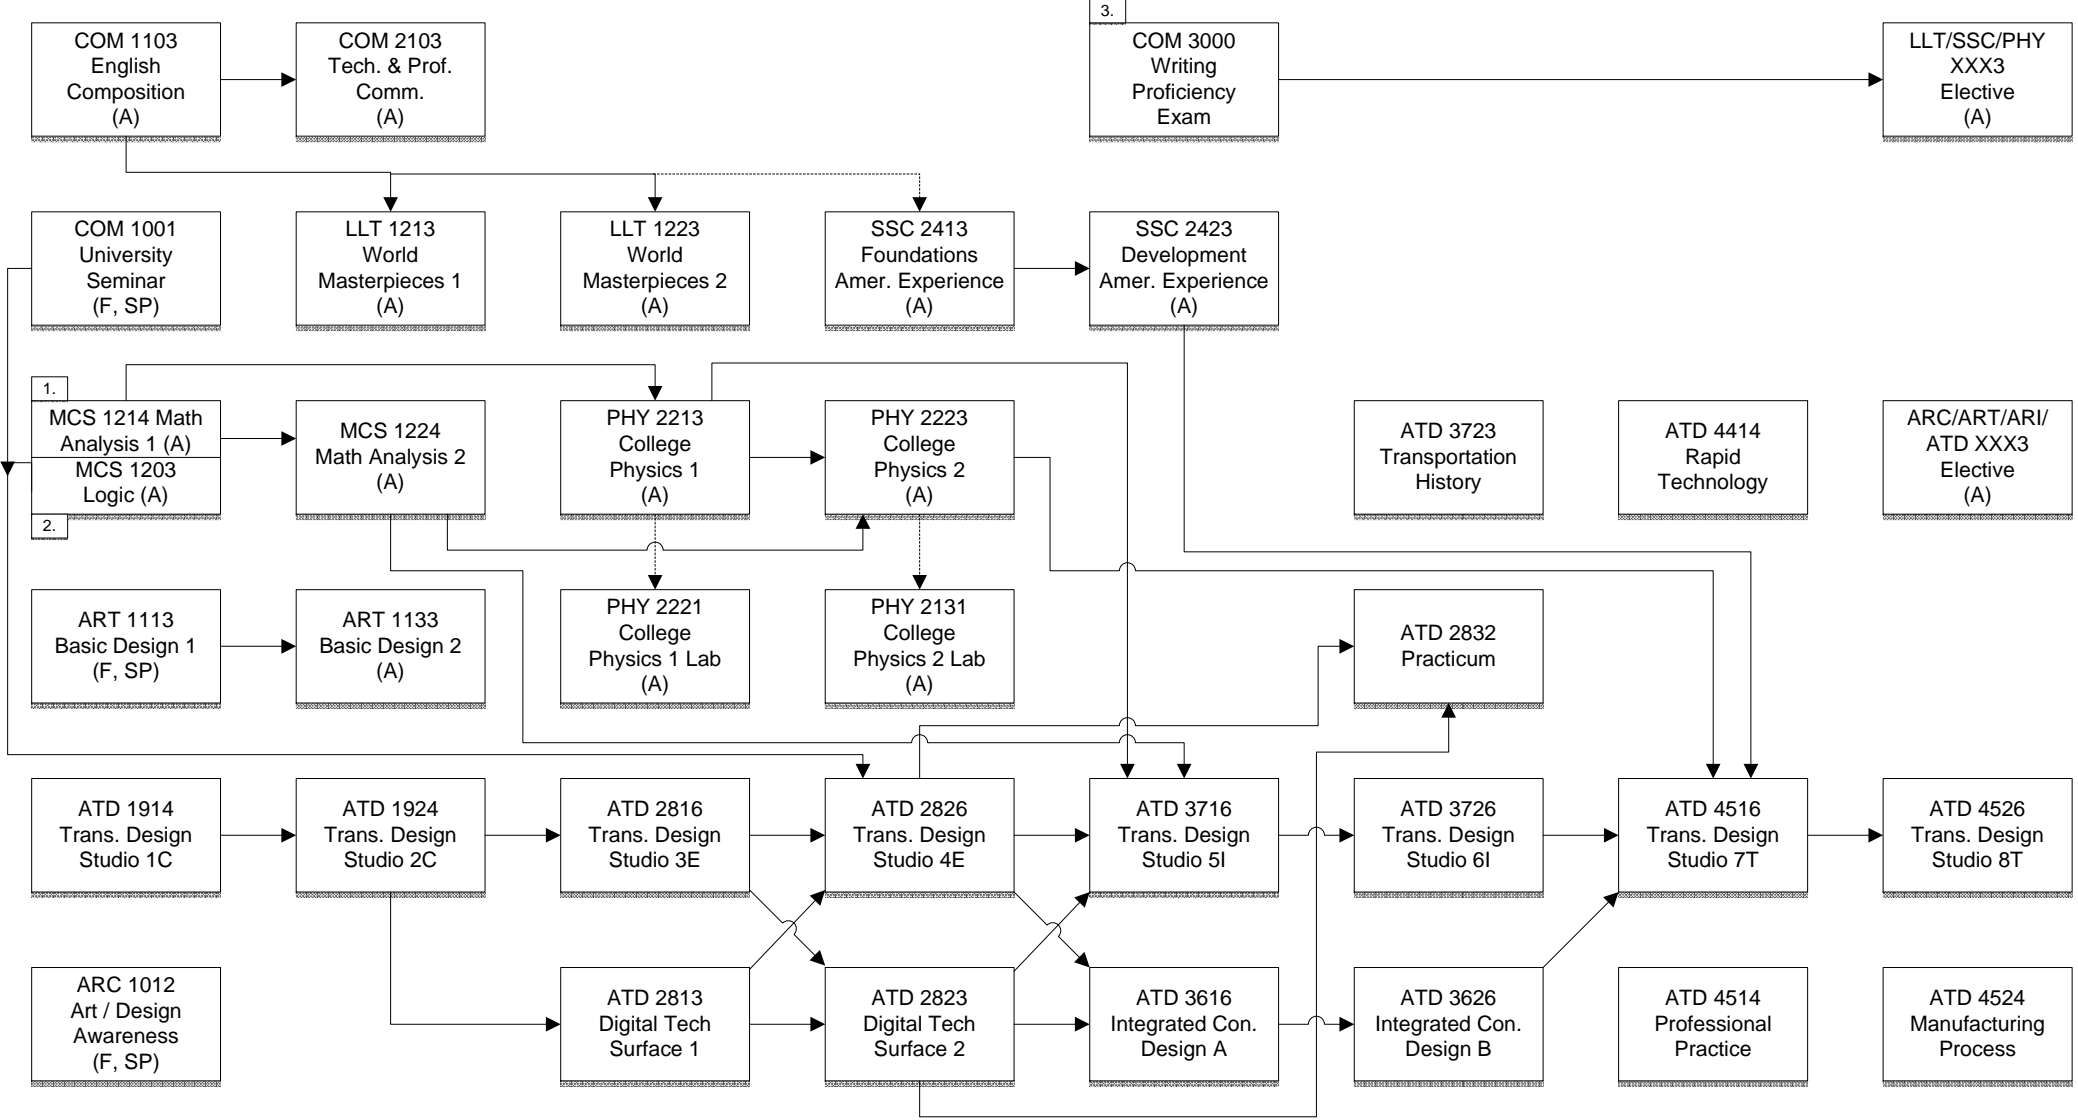 3.
COM 1103
English
Composition
(A)
COM 2103
Tech. & Prof.
Comm.
(A)
COM 3000
Writing
Proficiency
Exam
LLT/SSC/PHY
XXX3
Elective
(A)
COM 1001
University
Seminar
(F, SP)
LLT 1213
World
Masterpieces 1
(A)
LLT 1223
World
Masterpieces 2
(A)
SSC 2413
Foundations
Amer. Experience
(A)
SSC 2423
Development
Amer. Experience
(A)
1.
MCS 1214 Math
Analysis 1 (A)
MCS 1203
Logic (A)
2.
MCS 1224
Math Analysis 2
(A)
PHY 2213
College
Physics 1
(A)
PHY 2223
College
Physics 2
(A)
ATD 3723
Transportation
History
ATD 4414
Rapid
Technology
ARC/ART/ARI/
ATD XXX3
Elective
(A)
ART 1113
Basic Design 1
(F, SP)
ART 1133
Basic Design 2
(A)
PHY 2221
College
Physics 1 Lab
(A)
PHY 2131
College
Physics 2 Lab
(A)
ATD 2832
Practicum
ATD 1914
Trans. Design
Studio 1C
ATD 1924
Trans. Design
Studio 2C
ATD 2816
Trans. Design
Studio 3E
ATD 2826
Trans. Design
Studio 4E
ATD 3716
Trans. Design
Studio 5I
ATD 3726
Trans. Design
Studio 6I
ATD 4516
Trans. Design
Studio 7T
ATD 4526
Trans. Design
Studio 8T
ARC 1012
Art / Design
Awareness
(F, SP)
ATD 2813
Digital Tech
Surface 1
ATD 2823
Digital Tech
Surface 2
ATD 3616
Integrated Con.
Design A
ATD 3626
Integrated Con.
Design B
ATD 4514
Professional
Practice
ATD 4524
Manufacturing
Process